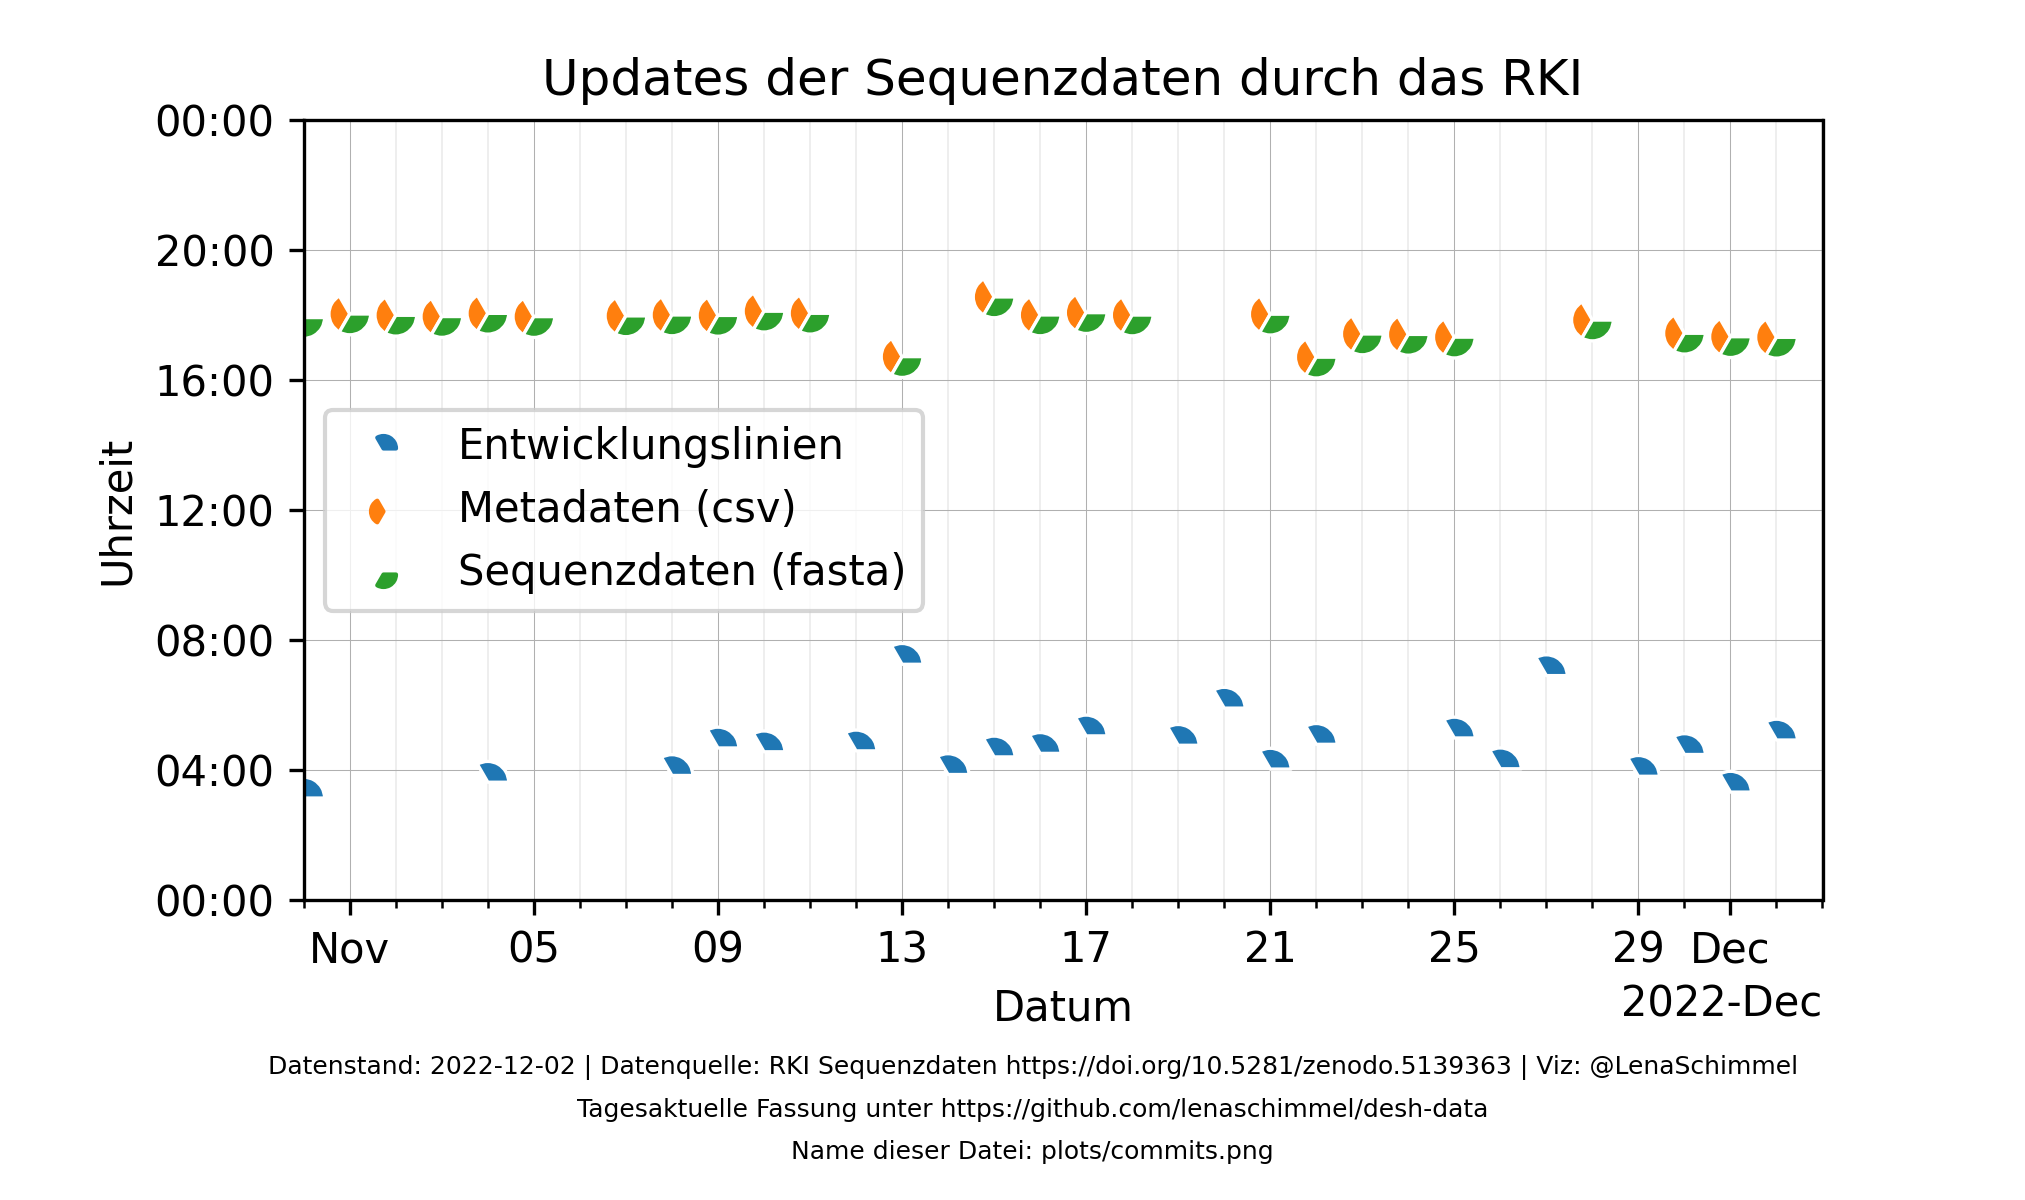 Updates der Sequenzdaten durch das RKI
00:00
20:00
16:00
12:00
08:00
04:00
00:00
Uhrzeit
Entwicklungslinien
Metadaten (csv)
Sequenzdaten (fasta)
Nov 05 09 13 17 21 25 29 Dec
2022-Dec
Datum
Datenstand: 2022-12-02 | Datenquelle: RKI Sequenzdaten https://doi.org/10.5281/zenodo.5139363 | Viz: @LenaSchimmel
Tagesaktuelle Fassung unter https://github.com/lenaschimmel/desh-data
Name dieser Datei: plots/commits.png